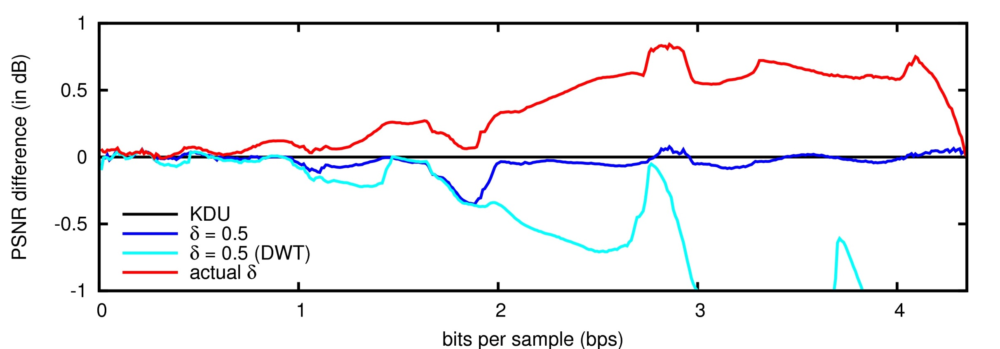 PSNR difference (in dB)
1
0.5
0
-0.5
-1
KDU
δ = 0.5
δ = 0.5 (DWT)
actual δ
0 1 2 3 4
bits per sample (bps)